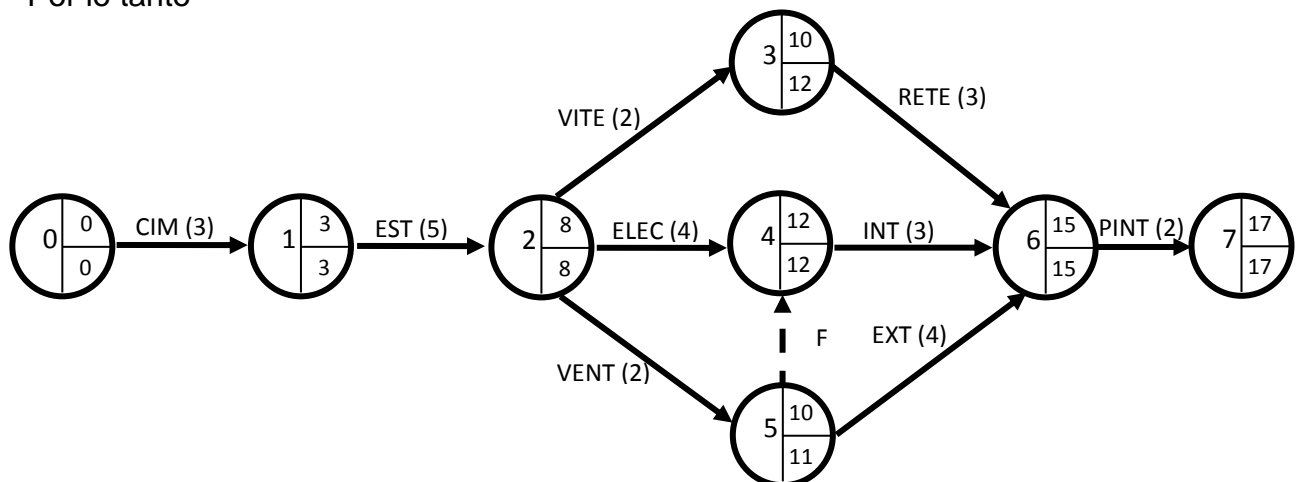 Por lo tanto
3 10
12
RETE (3)
VITE (2)
0 0
0
CIM (3)
1 3
3
EST (5)
2 8
8
ELEC (4)
4 12
12
INT (3)
6 15
15
PINT (2)
7 17
17
F
EXT (4)
VENT (2)
5 10
11